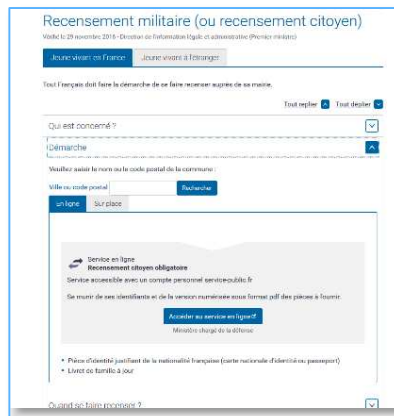 Recensement militaire (ou recensement citoyen)
Vérifié le 29 novembre 2016 - Direction de l'information légale et administrative (Premier ministre)
Jeune vivant en France Jeune vivant à l'étranger
Tout Français doit faire la démarche de se faire recenser auprès de sa mairie.
Tout replier Tout déplier
Qui est concerné ?
Démarche
Veuillez saisir le nom ou le code postal de la commune :
Ville ou code postal Rechercher
En ligne Sur place
Service en ligne
Recensement citoyen obligatoire
Service accessible avec un compte personnel service-public.fr
Se munir de ses identifiants et de la version numérisée sous format pdf des pièces à fournir.
Accéder au service en ligne
Ministère chargé de la défense
• Pièce d'identité justifiant de la nationalité française (carte nationale d'identité ou passeport)
• Livret de famille à jour
Quand se faire recenser ?